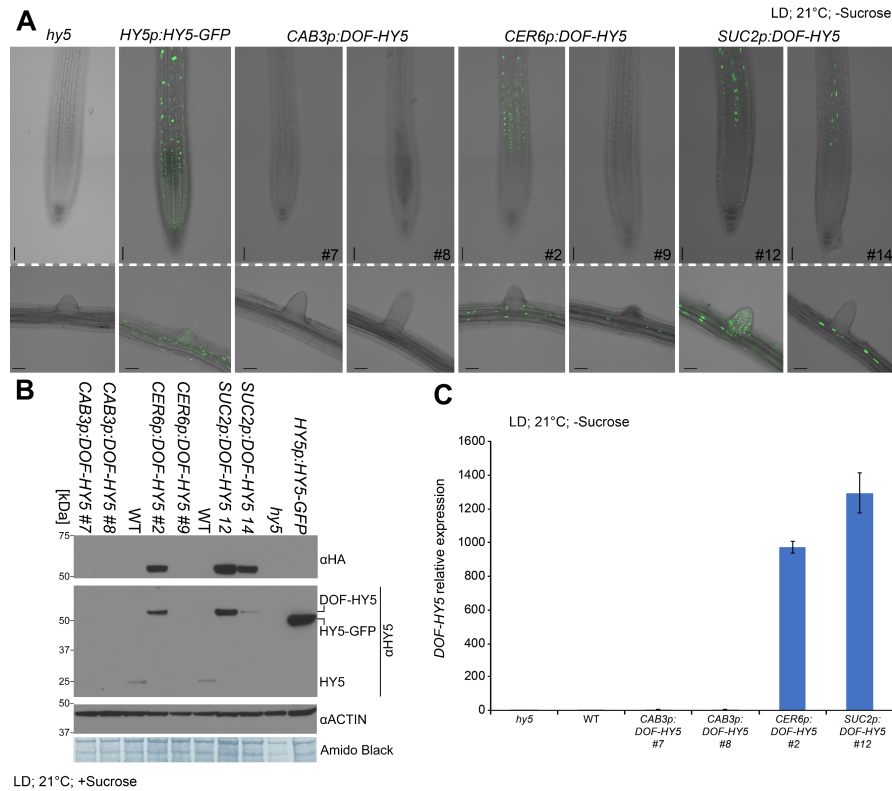 A
LD; 21°C; -Sucrose
hy5
HY5p:HY5-GFP
CAB3p:DOF-HY5
CER6p:DOF-HY5
SUC2p:DOF-HY5
#7
#8
#2
#9
#12
#14
B
CAB3p:DOF-HY5 #7
CAB3p:DOF-HY5 #8
WT
CER6p:DOF-HY5 #2
CER6p:DOF-HY5 #9
WT
SUC2p:DOF-HY5 12
SUC2p:DOF-HY5 14
hy5
HY5p:HY5-GFP
[kDa]
75
50
αHA
50
37
25
DOF-HY5
HY5-GFP
HY5
αHY5
50
37
αACTIN
Amido Black
LD; 21°C; +Sucrose
C
LD; 21°C; -Sucrose
DOF-HY5 relative expression
1600
1400
1200
1000
800
600
400
200
0
hy5
WT
CAB3p:
DOF-HY5
#7
CAB3p:
DOF-HY5
#8
CER6p:
DOF-HY5
#2
SUC2p:
DOF-HY5
#12